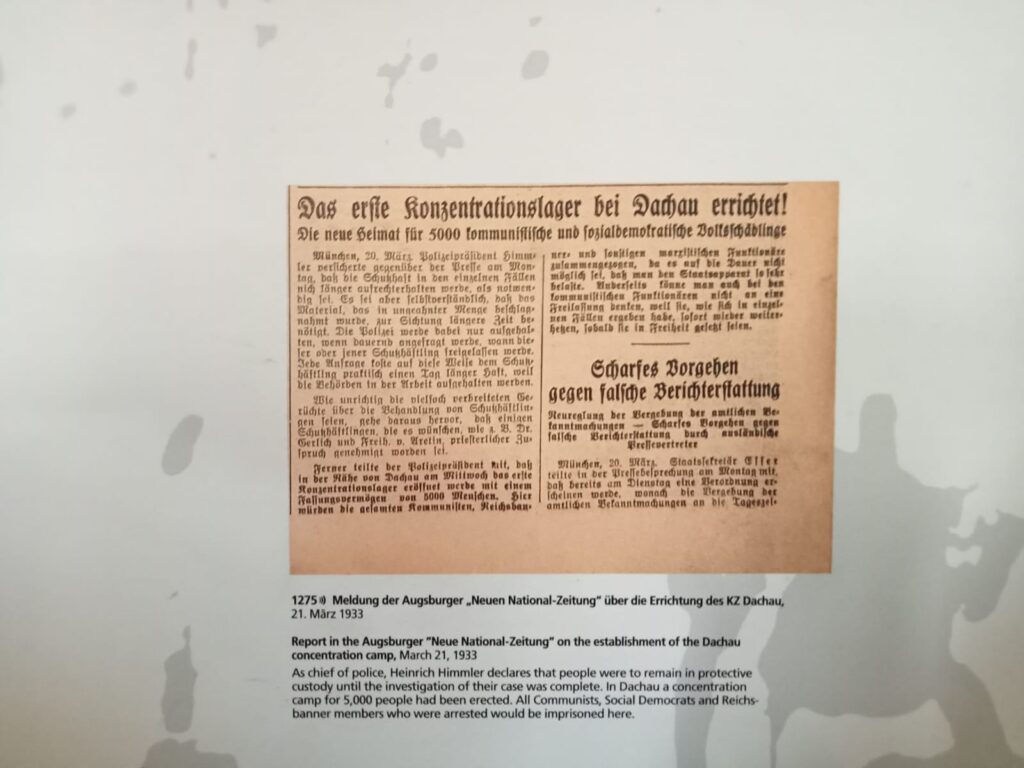 Das erste Konzentrationslager bei Dachau errichtet!
Die neue Heimat für 5000 kommunistische und sozialdemokratische Volksschädlinge
München, 20. März. Polizeipräsident Himm-
ler versicherte gegenüber der Presse am Mon-
tag, daß die Schutzhaft in den einzelnen Fällen
nich länger aufrechterhalten werde, als notwen-
dig sei. Es sei aber selbstverständlich, daß das
Material, das in ungeahnter Menge beschlag-
nahmt wurde, zur Sichtung längere Zeit be-
nötigt. Die Polizei werde dabei nur aufgehal-
ten, wenn dauernd angefragt werde, wann die-
ser oder jener Schutzhäftling freigelassen werde.
Jede Anfrage koste auf diese Weise dem Schutz-
häftling praktisch einen Tag länger Haft, weil
die Behörden in der Arbeit aufgehalten werden.
Wie unrichtig die vielfach verbreiteten Ge-
rüchte über die Behandlung von Schutzhäftlin-
gen seien, gehe daraus hervor, daß einigen
Schutzhäftlingen, die es wünschen, wie z. B. Dr.
Gerlich und Freih. v. Aretin, priesterlicher Zu-
spruch genehmigt worden sei.
Ferner teilte der Polizeipräsident mit, daß
in der Nähe von Dachau am Mittwoch das erste
Konzentrationslager eröffnet werde mit einem
Fassungsvermögen von 5000 Menschen. Hier
würden die gesamten Kommunisten, Reichsban-
ner- und sonstigen marxistischen Funktionäre
zusammengezogen, da es auf die Dauer nicht
möglich sei, daß man den Staatsapparat so sehr
belaste. Anderseits könne man auch bei den
kommunistischen Funktionären nicht an eine
Freilassung denken, weil sie, wie sich in einzel-
nen Fällen ergeben habe, sofort wieder weiter-
hetzen, sobald sie in Freiheit gesetzt seien.
Scharfes Vorgehen
gegen falsche Berichterstattung
Neureglung der Vergebung der amtlichen Be-
kanntmachungen — Scharfes Vorgehen gegen
falsche Berichterstattung durch ausländische
Pressevertreter
München, 20. März. Staatssekretär Esser
teilte in der Pressebesprechung am Montag mit,
daß bereits am Dienstag eine Verordnung er-
scheinen werde, wonach die Vergebung der
amtlichen Bekanntmachungen an die Tageszei-
1275 Meldung der Augsburger „Neuen National-Zeitung“ über die Errichtung des KZ Dachau,
21. März 1933
Report in the Augsburger “Neue National-Zeitung” on the establishment of the Dachau
concentration camp, March 21, 1933
As chief of police, Heinrich Himmler declares that people were to remain in protective
custody until the investigation of their case was complete. In Dachau a concentration
camp for 5,000 people had been erected. All Communists, Social Democrats and Reichs-
banner members who were arrested would be imprisoned here.